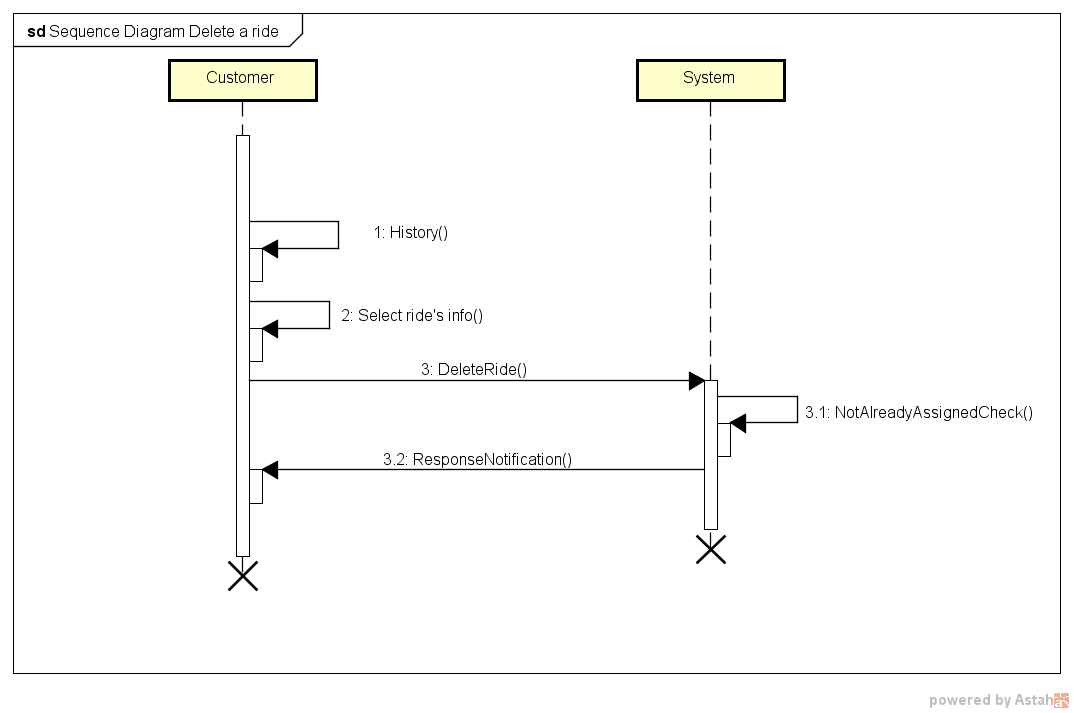 sd Sequence Diagram Delete a ride
Customer
System
1: History()
2: Select ride's info()
3: DeleteRide()
3.1: NotAlreadyAssignedCheck()
3.2: ResponseNotification()
powered by Astah